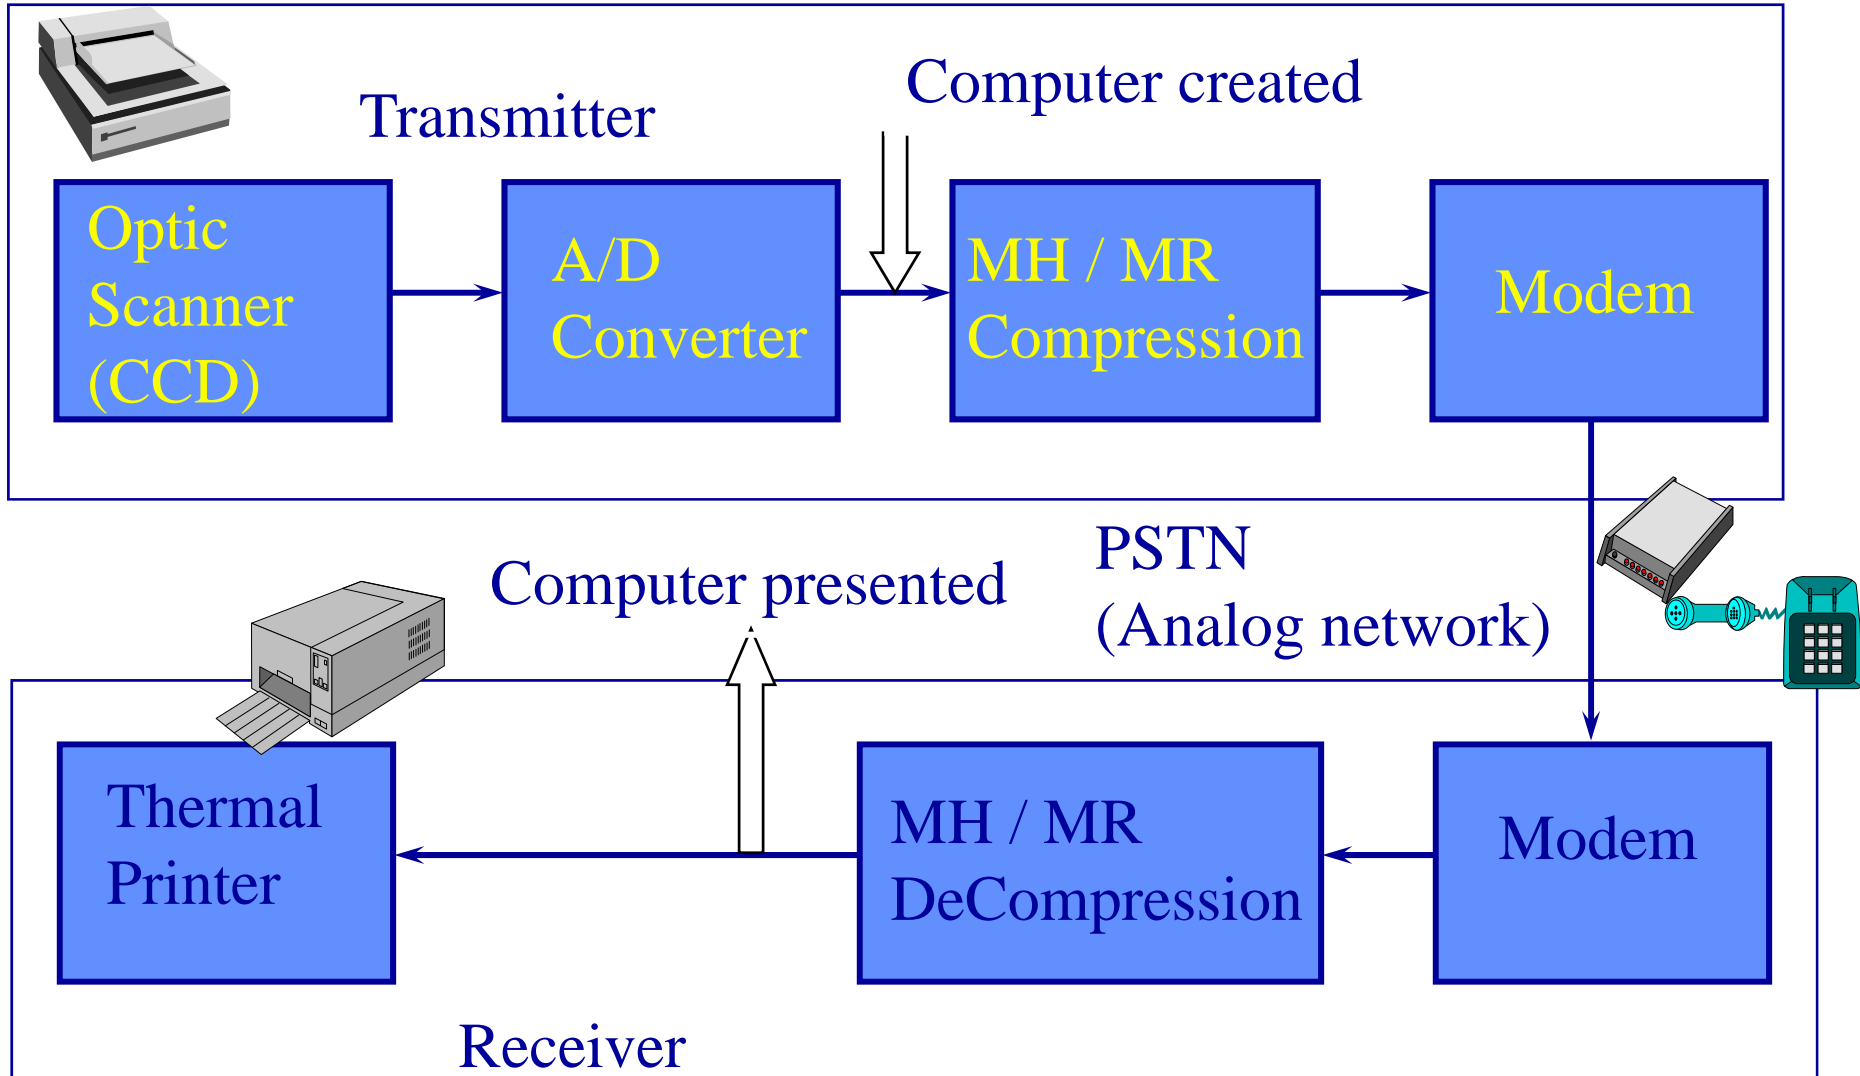 Transmitter
Computer created
Optic
Scanner
(CCD)
A/D
Converter
MH / MR
Compression
Modem
PSTN
(Analog network)
Computer presented
Thermal
Printer
MH / MR
DeCompression
Modem
Receiver